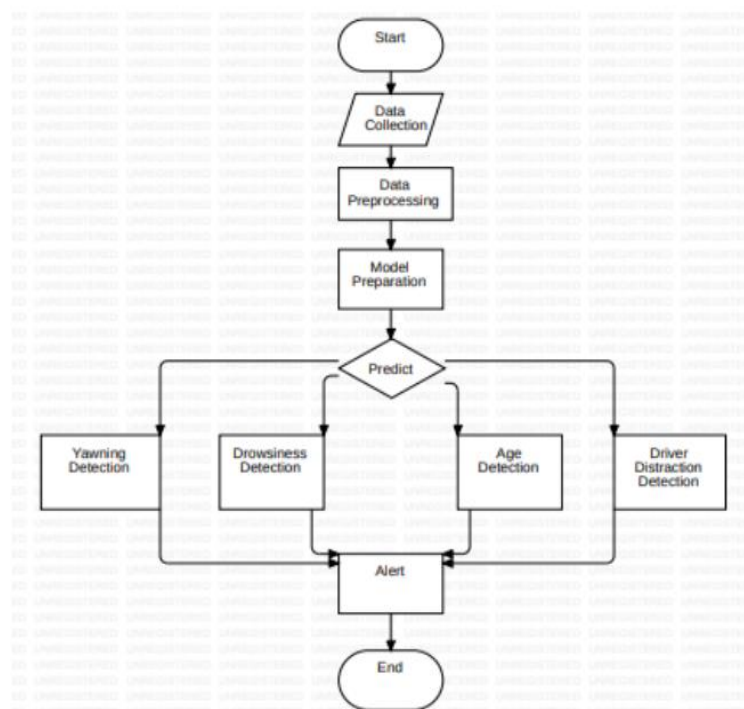 Start
Data
Collection
Data
Preprocessing
Model
Preparation
Predict
Yawning
Detection
Drowsiness
Detection
Age
Detection
Driver
Distraction
Detection
Alert
End